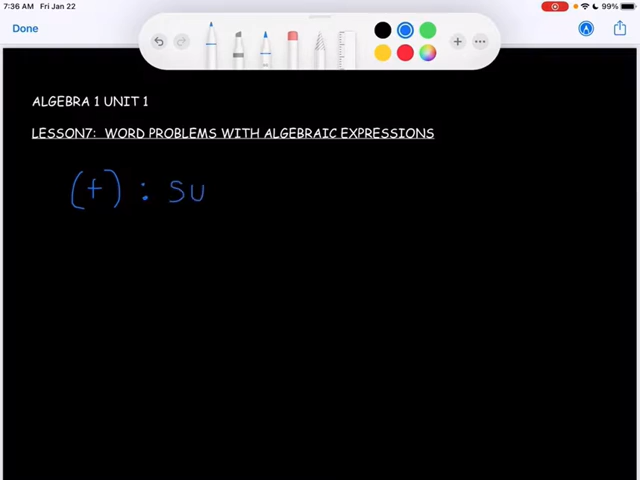 7:36 AM Fri Jan 22
99%
Done
ALGEBRA 1 UNIT 1
LESSON7: WORD PROBLEMS WITH ALGEBRAIC EXPRESSIONS
(+) : SU